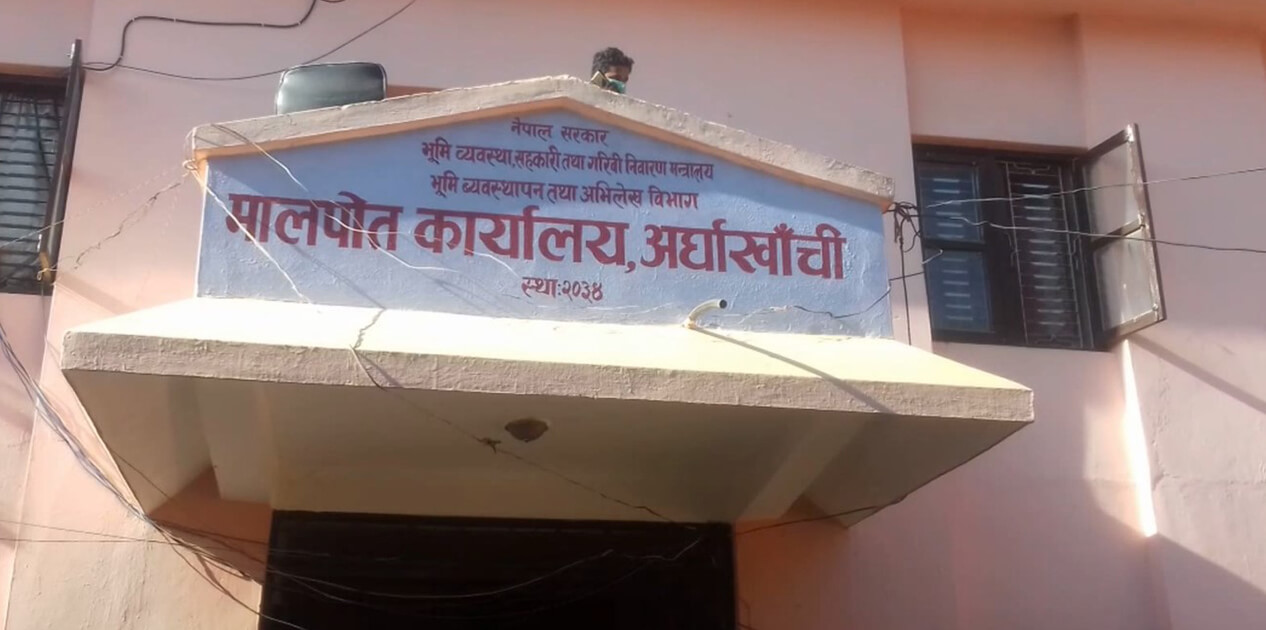 नेपाल सरकार
भूमि व्यवस्था,सहकारी तथा गरिवी निवारण मन्त्रालय
भूमि ब्यवस्थापन तथा अभिलेख विभाग
मालपोत कार्यालय,अर्घाखाँची
स्था:२०३४